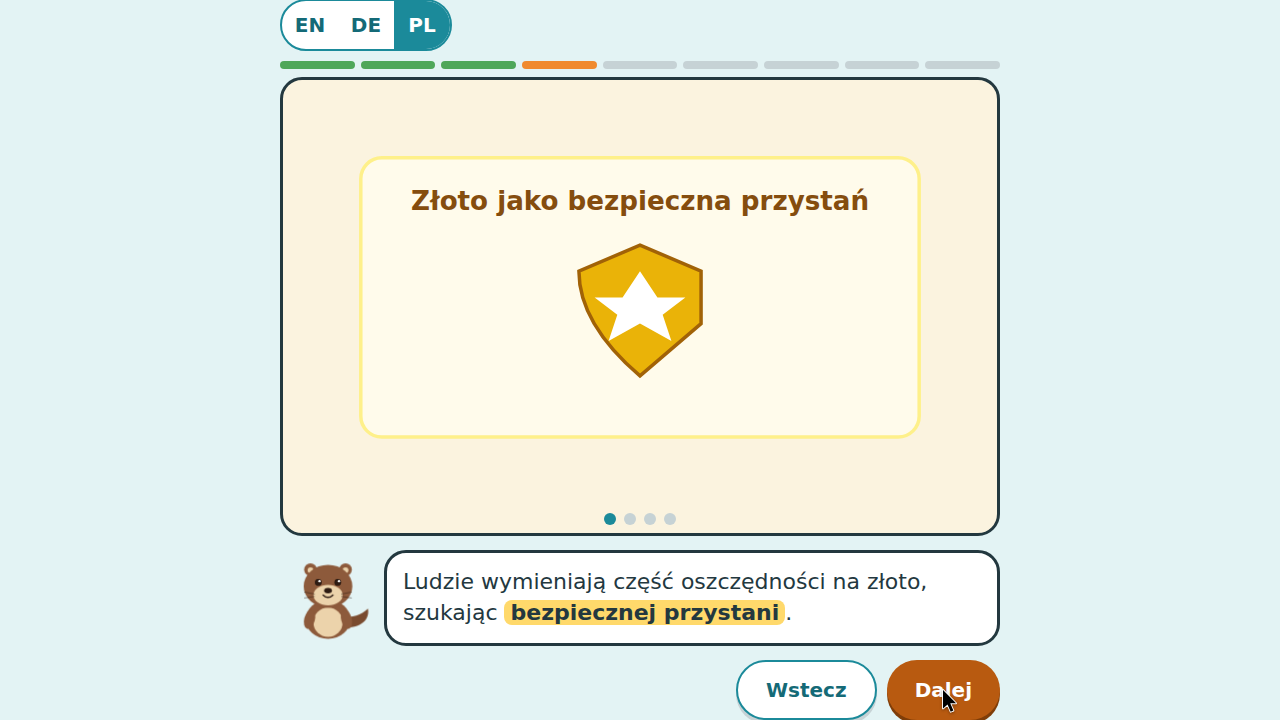 EN DE PL
Złoto jako bezpieczna przystań
Ludzie wymieniają część oszczędności na złoto,
szukając bezpiecznej przystani.
Wstecz Dalej